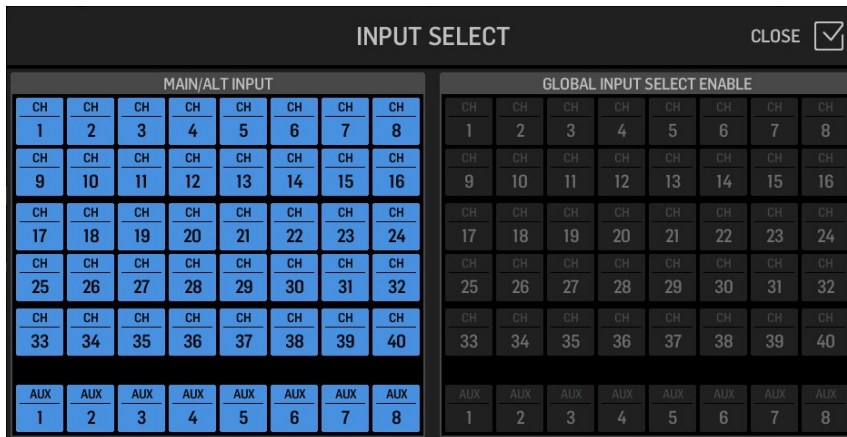 INPUT SELECT CLOSE
MAIN/ALT INPUT GLOBAL INPUT SELECT ENABLE
CH CH CH CH CH CH CH CH CH CH CH CH CH CH CH CH
1 2 3 4 5 6 7 8 1 2 3 4 5 6 7 8
CH CH CH CH CH CH CH CH CH CH CH CH CH CH CH CH
9 10 11 12 13 14 15 16 9 10 11 12 13 14 15 16
CH CH CH CH CH CH CH CH CH CH CH CH CH CH CH CH
17 18 19 20 21 22 23 24 17 18 19 20 21 22 23 24
CH CH CH CH CH CH CH CH CH CH CH CH CH CH CH CH
25 26 27 28 29 30 31 32 25 26 27 28 29 30 31 32
CH CH CH CH CH CH CH CH CH CH CH CH CH CH CH CH
33 34 35 36 37 38 39 40 33 34 35 36 37 38 39 40
AUX AUX AUX AUX AUX AUX AUX AUX AUX AUX AUX AUX AUX AUX AUX AUX
1 2 3 4 5 6 7 8 1 2 3 4 5 6 7 8